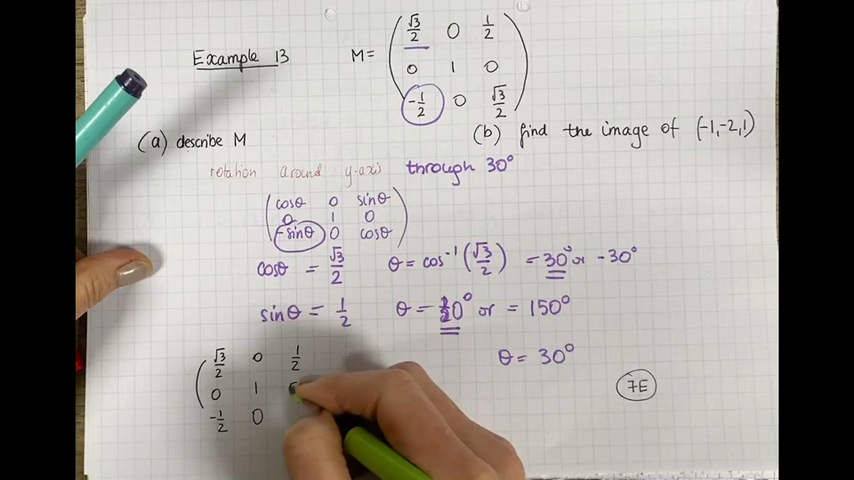 Example 13
M = ( √3/2 0 1/2
0 1 0
-1/2 0 √3/2 )
(a) describe M
(b) find the image of (-1,-2,1)
rotation around y-axis through 30°
( cosθ 0 sinθ
0 1 0
-sinθ 0 cosθ )
cosθ = √3/2 θ = cos⁻¹(√3/2) = 30° or -30°
sinθ = 1/2 θ = 30° or = 150°
θ = 30°
7E
( √3/2 0 1/2
0 1
-1/2 0